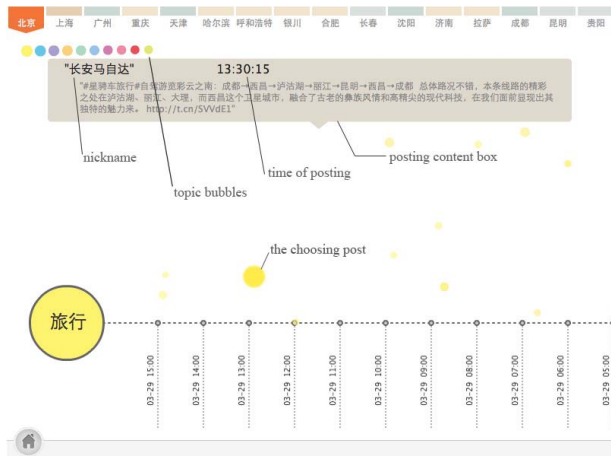 北京 上海 广州 重庆 天津 哈尔滨 呼和浩特 银川 合肥 长春 沈阳 济南 拉萨 成都 昆明 贵阳
"长安马自达" 13:30:15
"#星骋车旅行#自驾游览彩云之南：成都→西昌→泸沽湖→丽江→昆明→西昌→成都 总体路况不错，本条线路的精彩
之处在泸沽湖、丽江、大理，而西昌这个卫星城市，融合了古老的彝族风情和高精尖的现代科技，在我们面前显现出其
独特的魅力来。 http://t.cn/SVVdE1"
nickname
time of posting
posting content box
topic bubbles
the choosing post
旅行
03-29 15:00
03-29 14:00
03-29 13:00
03-29 12:00
03-29 11:00
03-29 10:00
03-29 09:00
03-29 08:00
03-29 07:00
03-29 06:00
03-29 05:00